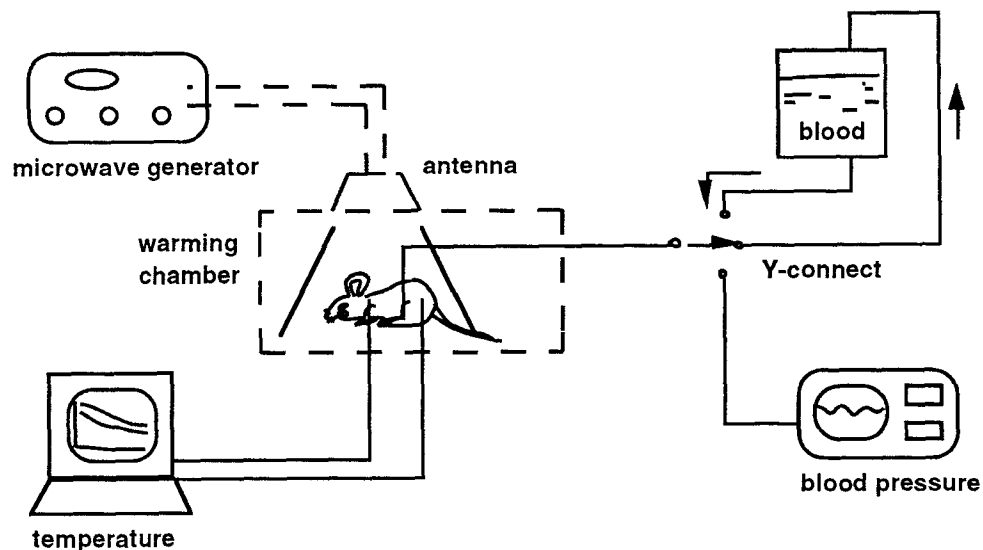 microwave generator
antenna
blood
warming
chamber
Y-connect
blood pressure
temperature